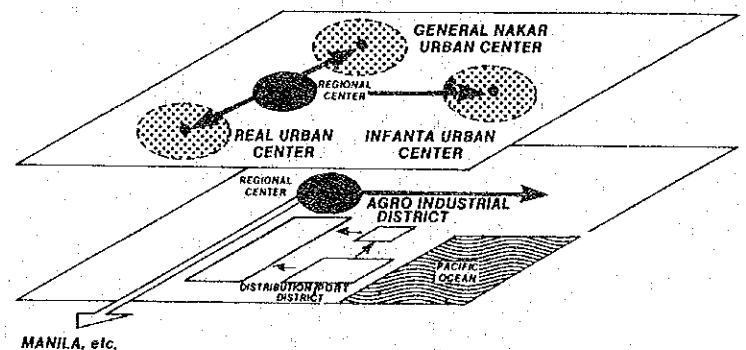 GENERAL NAKAR
URBAN CENTER
REGIONAL
CENTER
REAL URBAN
CENTER
INFANTA URBAN
CENTER
REGIONAL
CENTER
AGRO INDUSTRIAL
DISTRICT
PACIFIC
OCEAN
DISTRIBUTION/PORT
DISTRICT
MANILA, etc.